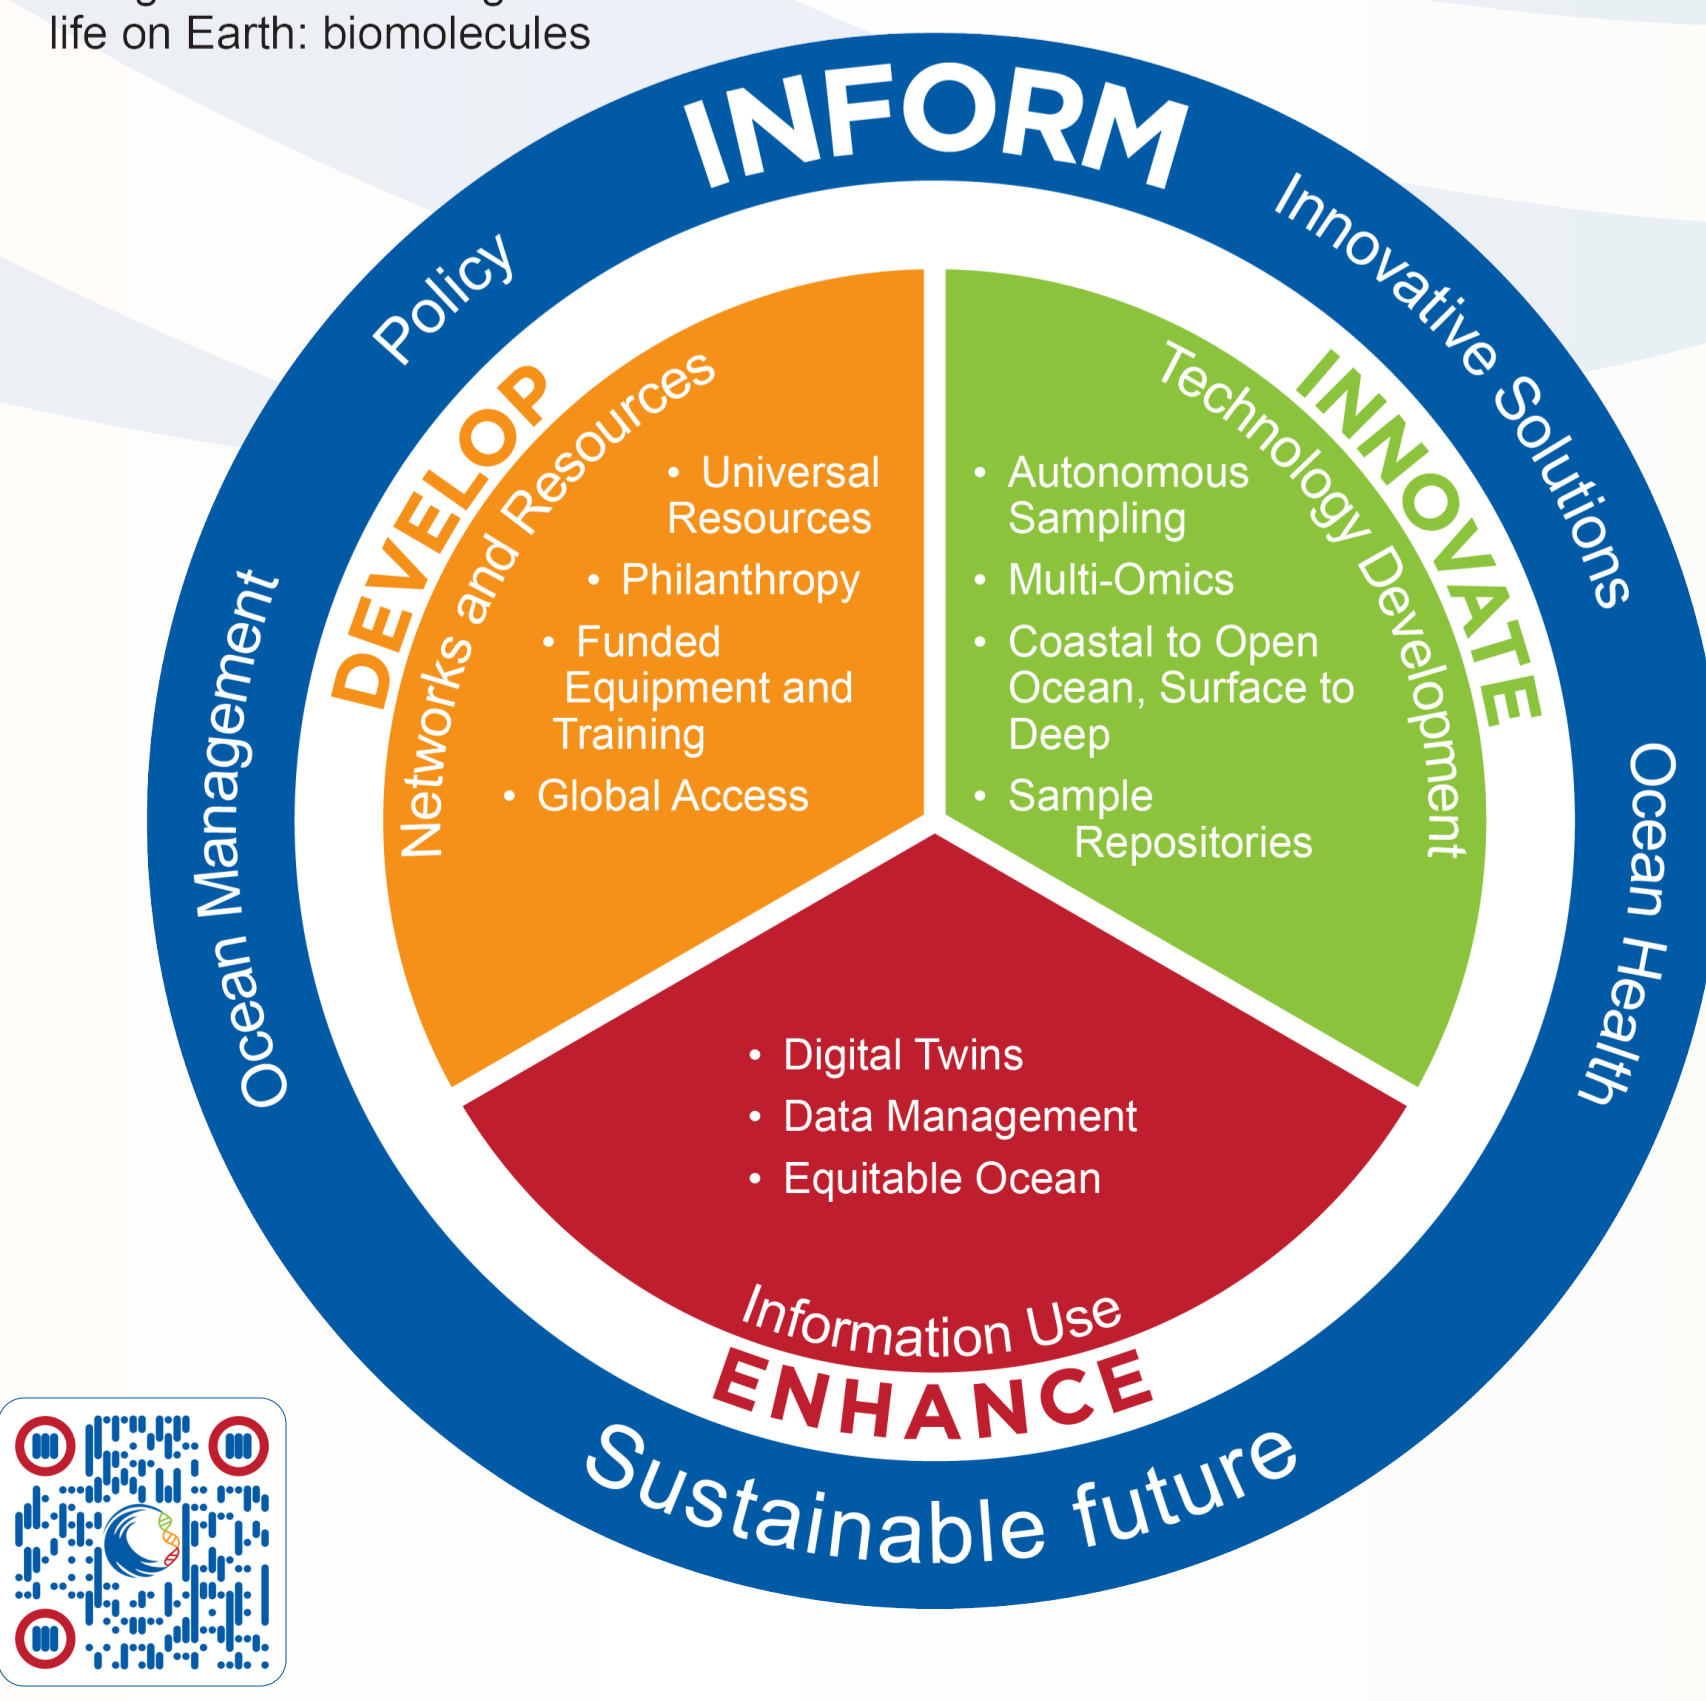 life on Earth: biomolecules
INFORM
Policy
Innovative Solutions
Ocean Management
Ocean Health
Sustainable future
DEVELOP
Networks and Resources
• Universal
Resources
• Philanthropy
• Funded
Equipment and
Training
• Global Access
INNOVATE
Technology Development
• Autonomous
Sampling
• Multi-Omics
• Coastal to Open
Ocean, Surface to
Deep
• Sample
Repositories
• Digital Twins
• Data Management
• Equitable Ocean
Information Use
ENHANCE